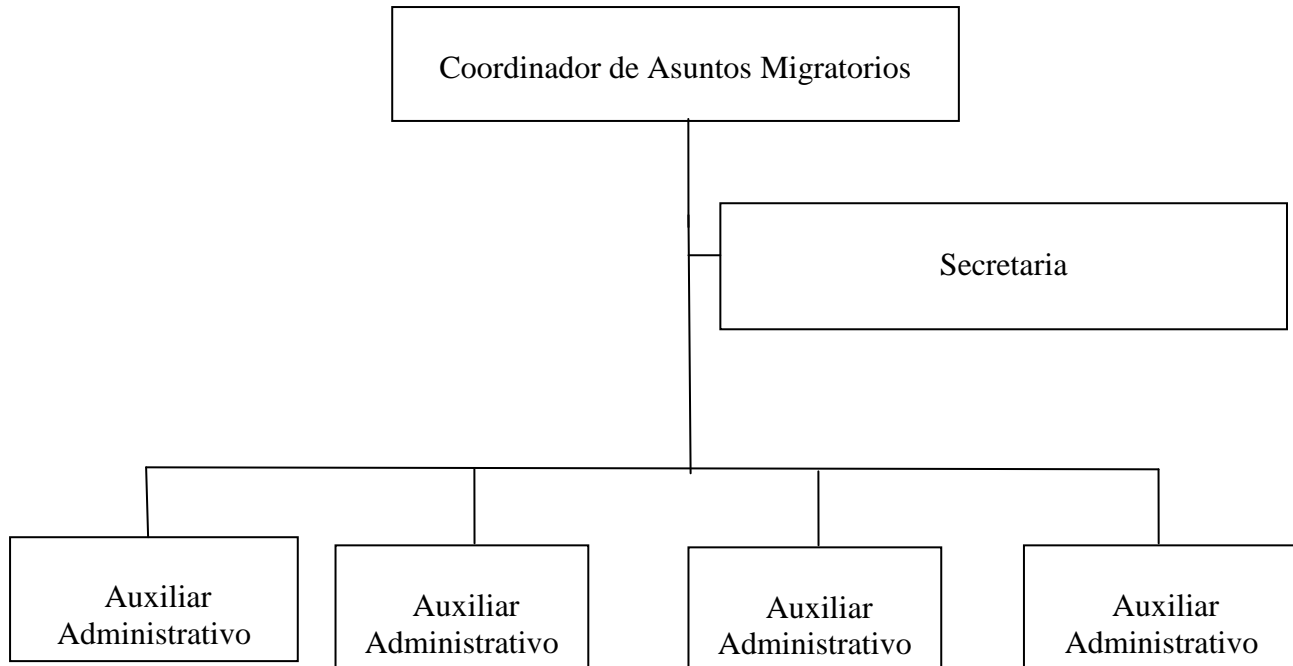 Coordinador de Asuntos Migratorios
Secretaria
Auxiliar
Administrativo
Auxiliar
Administrativo
Auxiliar
Administrativo
Auxiliar
Administrativo